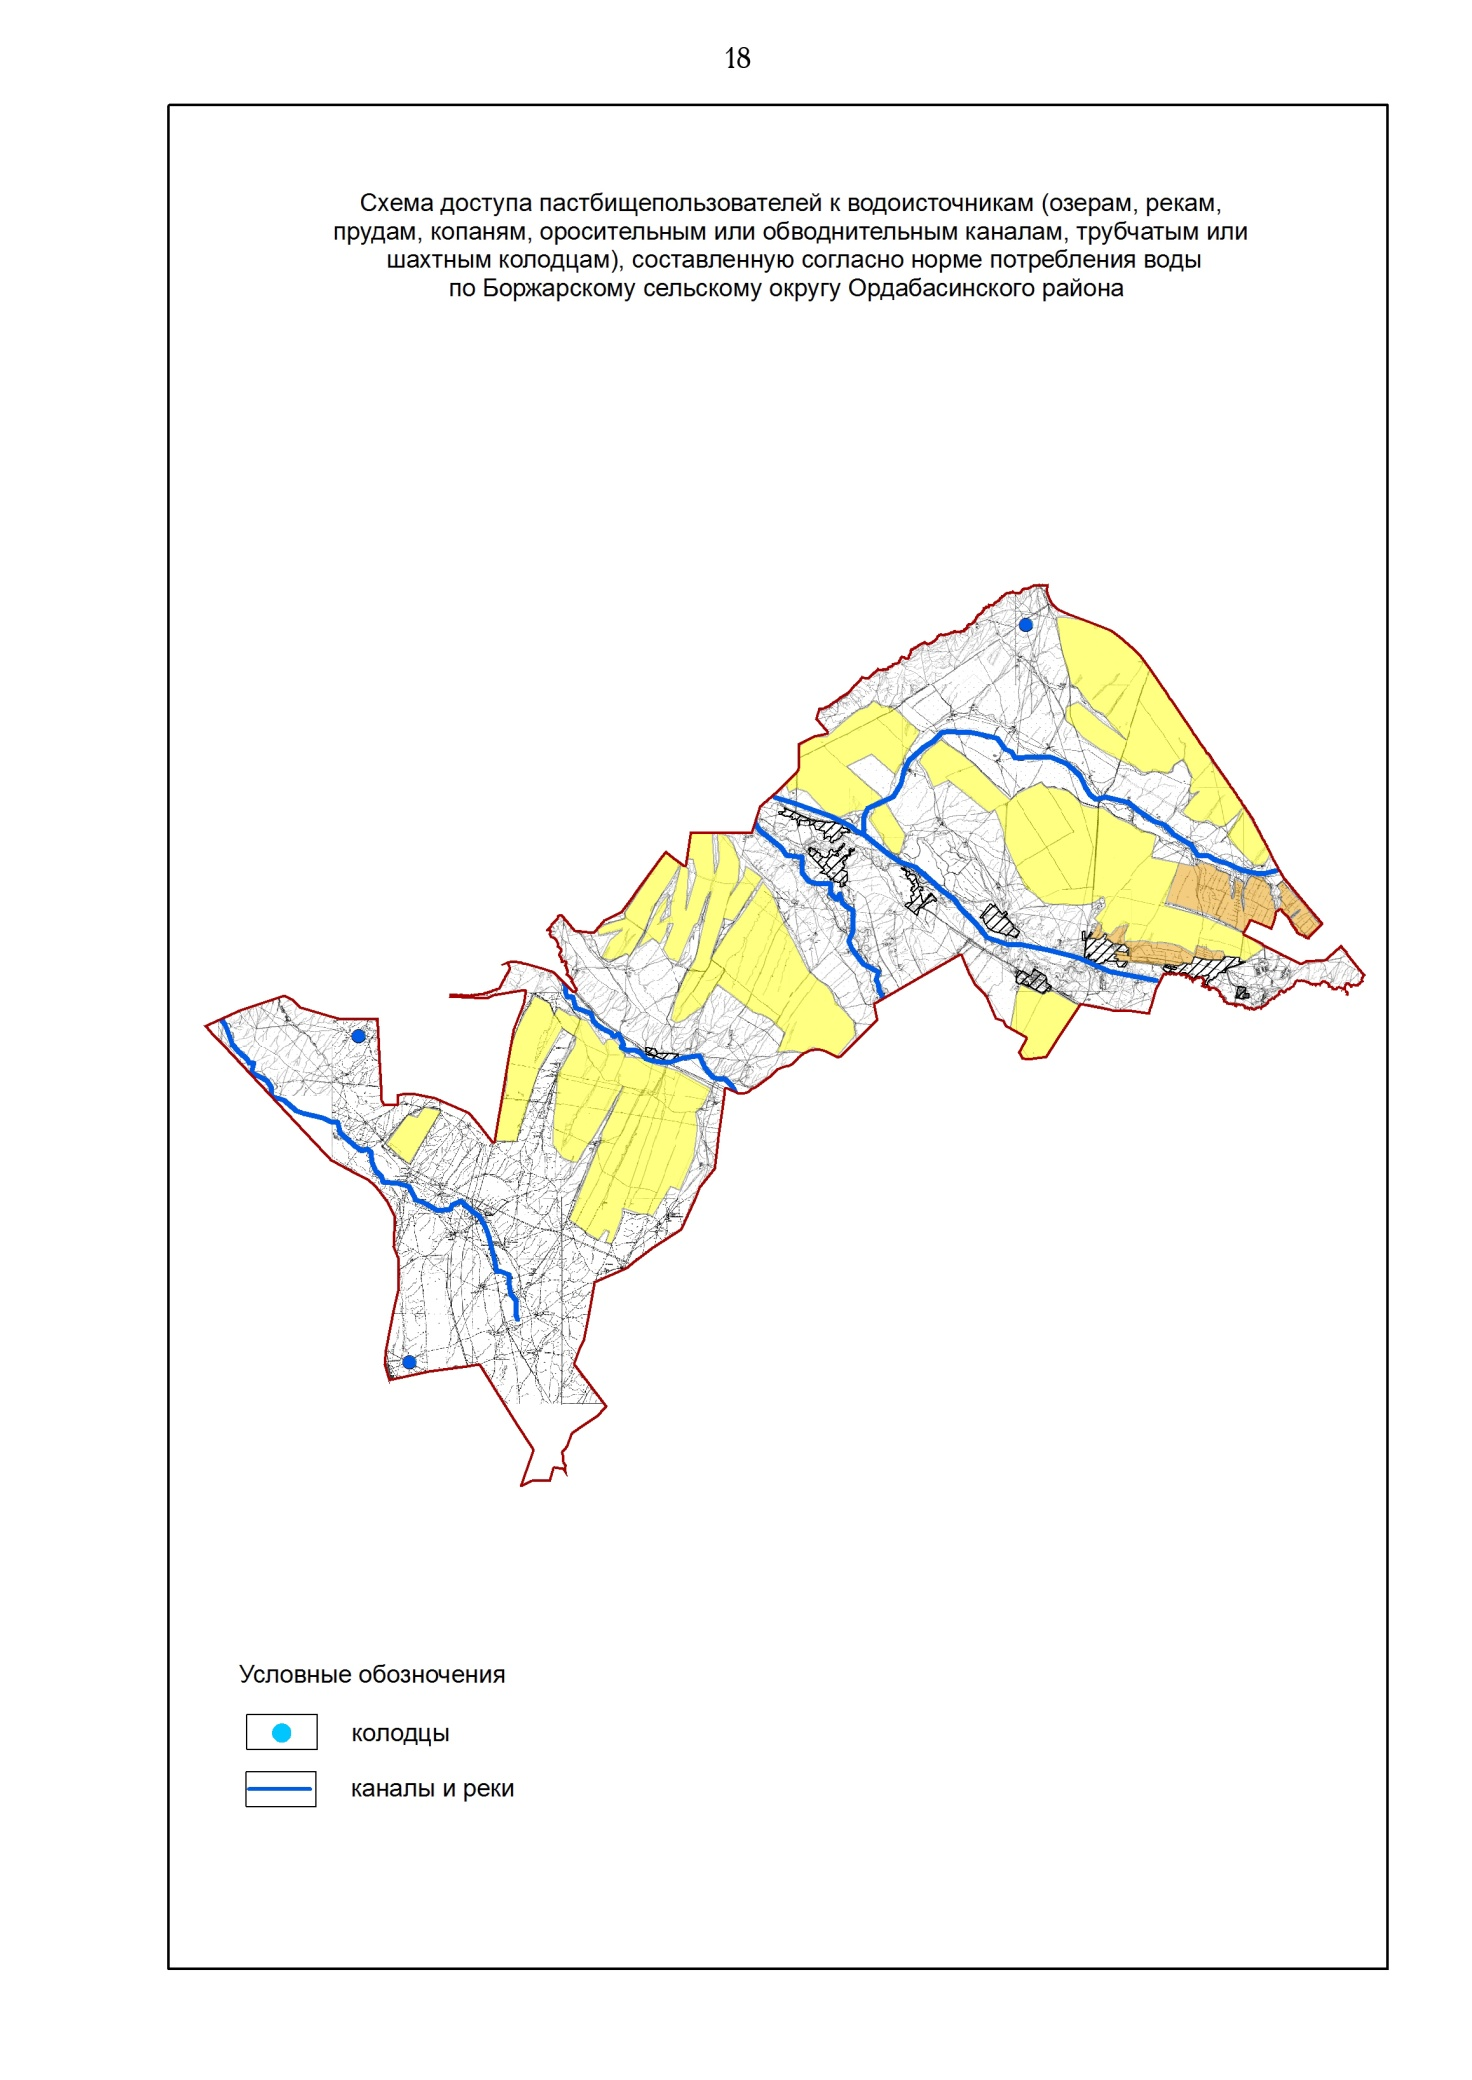 18
Схема доступа пастбищепользователей к водоисточникам (озерам, рекам,
прудам, копаням, оросительным или обводнительным каналам, трубчатым или
шахтным колодцам), составленную согласно норме потребления воды
по Боржарскому сельскому округу Ордабасинского района
Условные обозночения
колодцы
каналы и реки